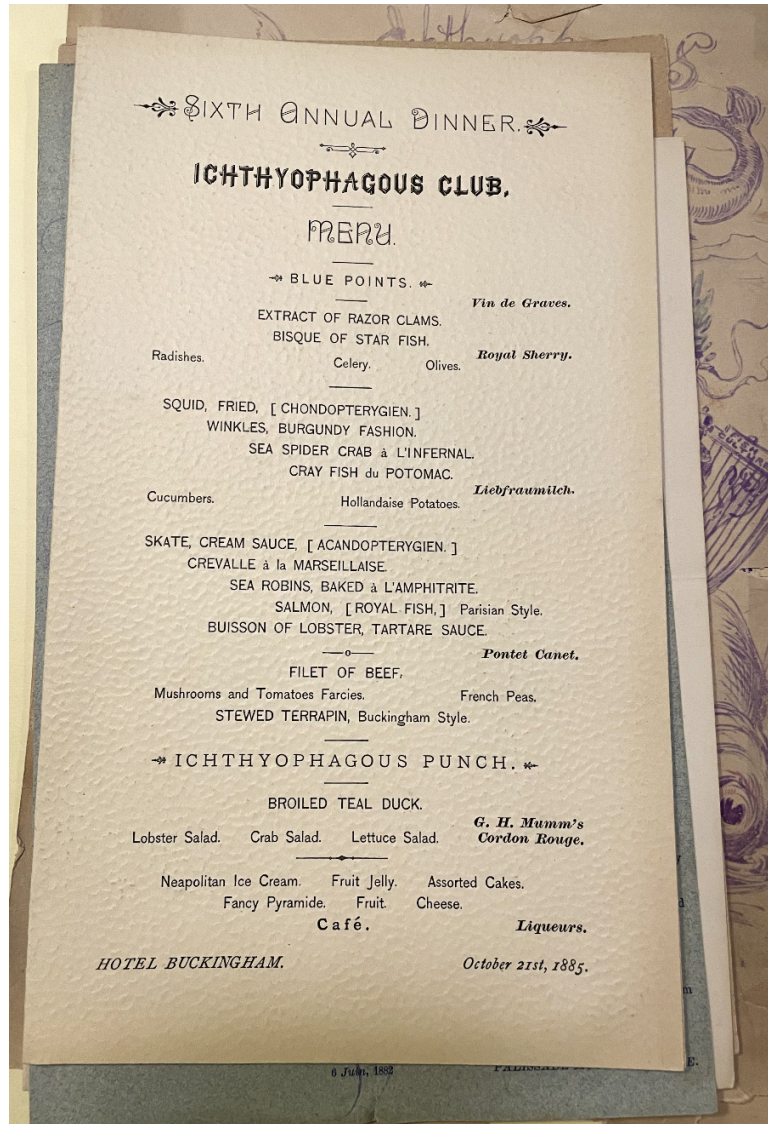 SIXTH ANNUAL DINNER.
ICHTHYOPHAGOUS CLUB.
MENU.
BLUE POINTS.
Vin de Graves.
EXTRACT OF RAZOR CLAMS.
BISQUE OF STAR FISH.
Radishes. Celery. Olives. Royal Sherry.
SQUID, FRIED, [ CHONDOPTERYGIEN. ]
WINKLES, BURGUNDY FASHION.
SEA SPIDER CRAB à L'INFERNAL.
CRAY FISH du POTOMAC.
Liebfraumilch.
Cucumbers. Hollandaise Potatoes.
SKATE, CREAM SAUCE, [ ACANDOPTERYGIEN. ]
CREVALLE à la MARSEILLAISE.
SEA ROBINS, BAKED à L'AMPHITRITE.
SALMON, [ ROYAL FISH, ] Parisian Style.
BUISSON OF LOBSTER, TARTARE SAUCE.
Pontet Canet.
FILET OF BEEF,
Mushrooms and Tomatoes Farcies. French Peas.
STEWED TERRAPIN, Buckingham Style.
ICHTHYOPHAGOUS PUNCH.
BROILED TEAL DUCK.
G. H. Mumm's
Lobster Salad. Crab Salad. Lettuce Salad. Cordon Rouge.
Neapolitan Ice Cream. Fruit Jelly. Assorted Cakes.
Fancy Pyramide. Fruit. Cheese.
Café. Liqueurs.
HOTEL BUCKINGHAM. October 21st, 1885.
6 Juin, 1882